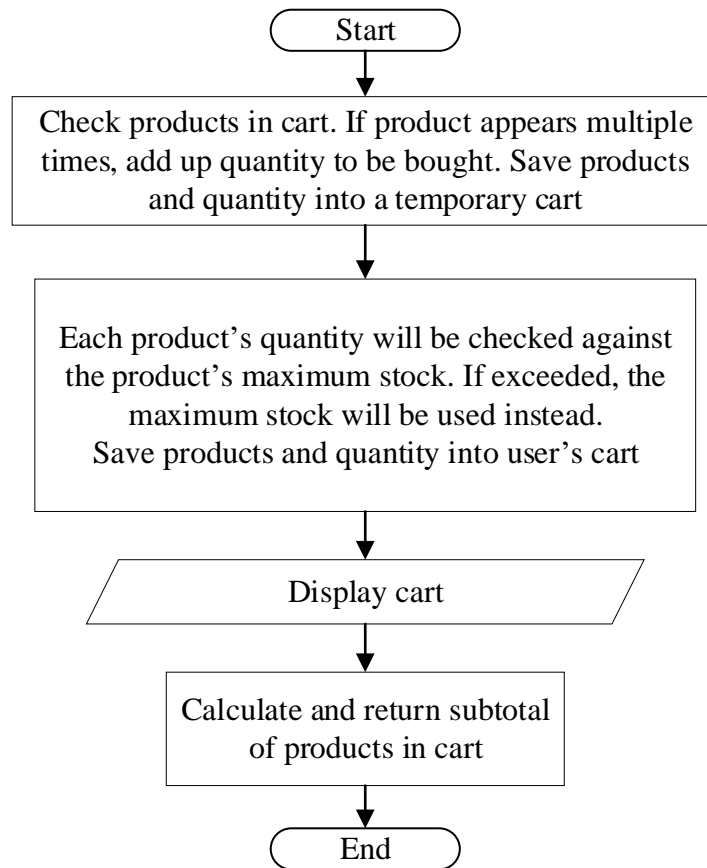 Start
Check products in cart. If product appears multiple
times, add up quantity to be bought. Save products
and quantity into a temporary cart
Each product’s quantity will be checked against
the product’s maximum stock. If exceeded, the
maximum stock will be used instead.
Save products and quantity into user’s cart
Display cart
Calculate and return subtotal
of products in cart
End